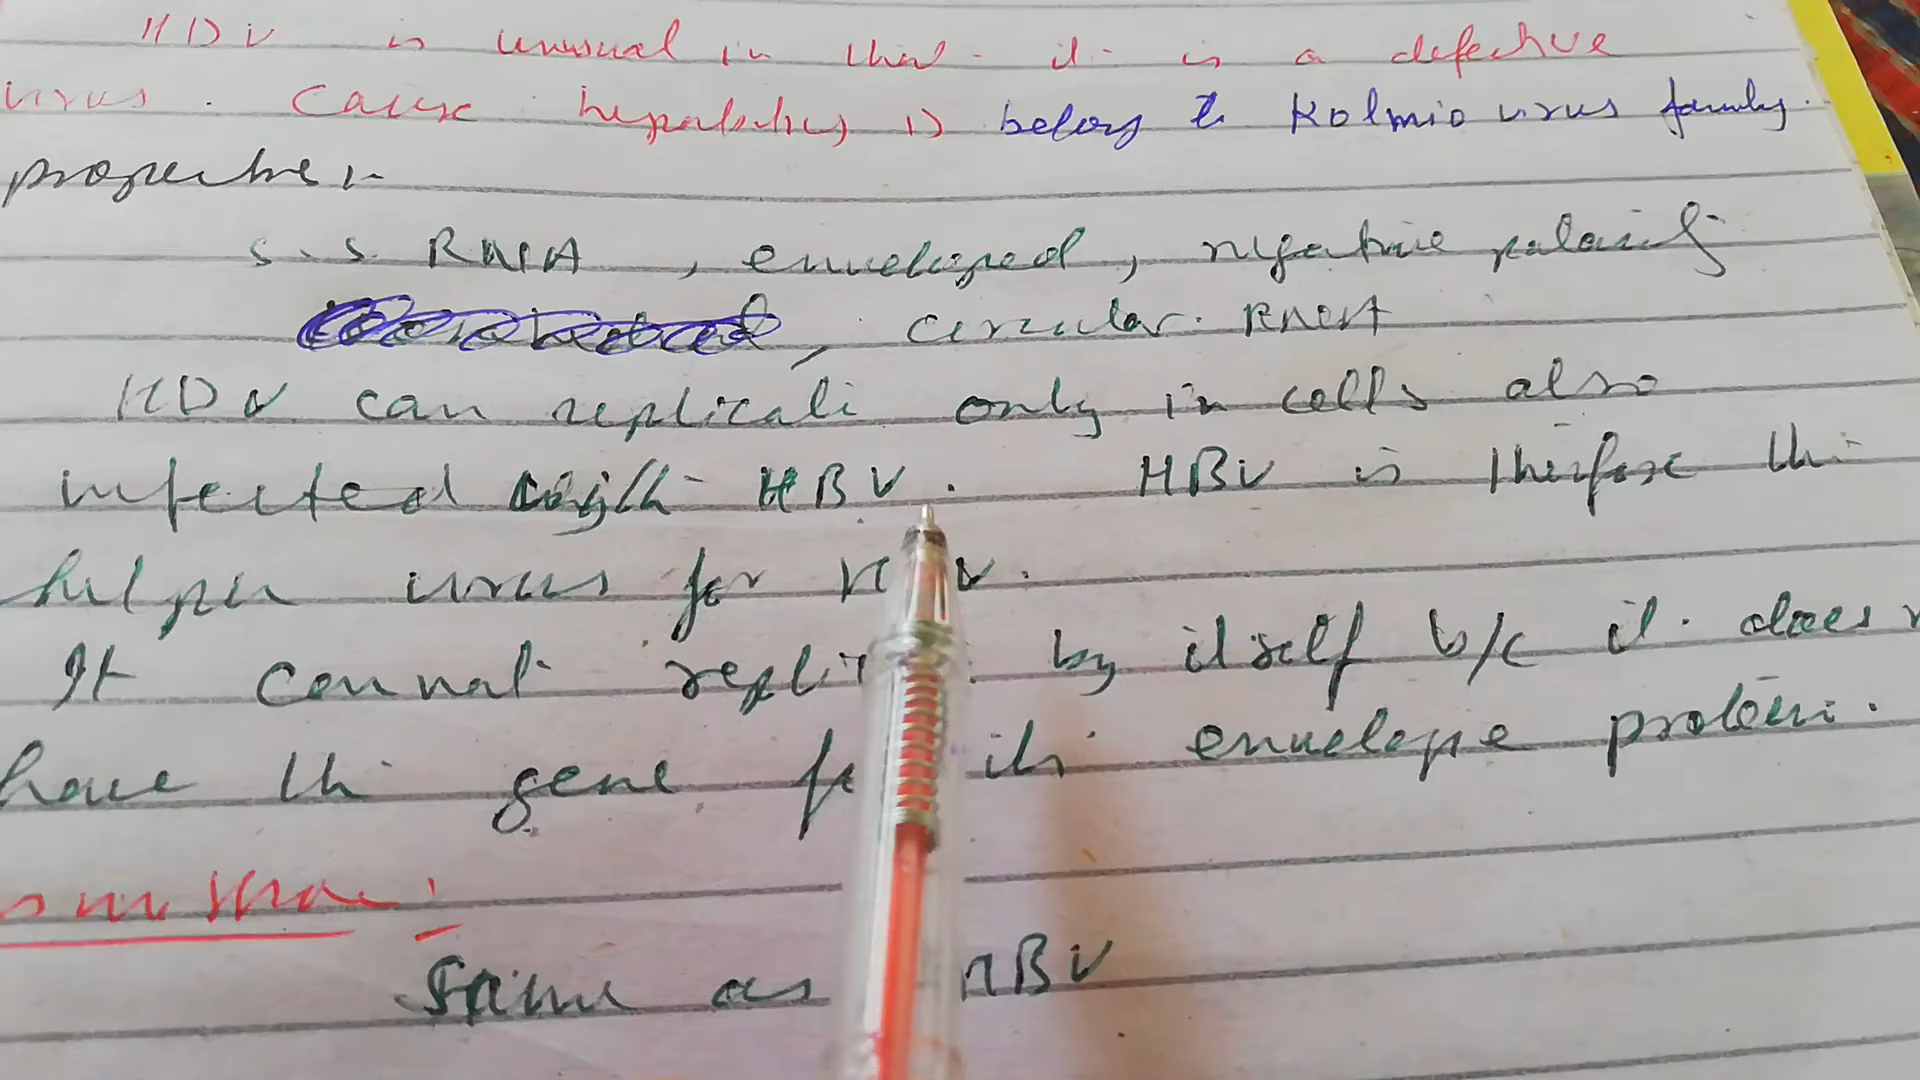 HDV is unusual in that it is a defective
virus. Cause hepatitis D belong to Kolmio virus family.
properties:-
S.S RNA, enveloped, negative polarity
, circular RNA
HDV can replicate only in cells also
infected with HBV. HBV is therefore the
helper virus for
It cannot by itself b/c it does
have the gene its envelope protein.
Same as HBV